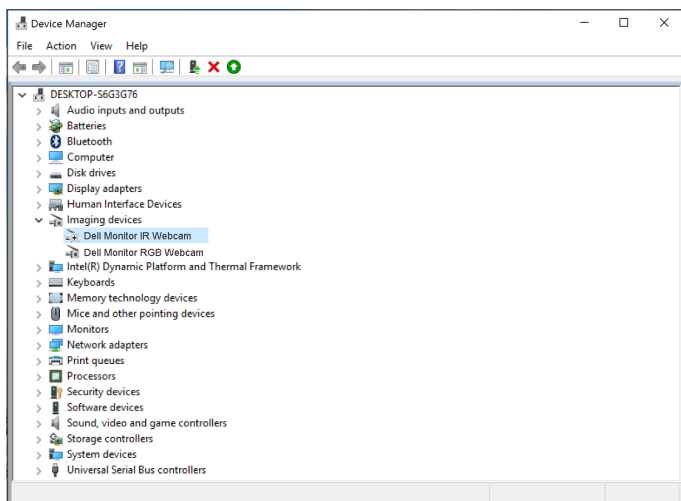 Device Manager
File Action View Help
DESKTOP-S6G3G76
Audio inputs and outputs
Batteries
Bluetooth
Computer
Disk drives
Display adapters
Human Interface Devices
Imaging devices
Dell Monitor IR Webcam
Dell Monitor RGB Webcam
Intel(R) Dynamic Platform and Thermal Framework
Keyboards
Memory technology devices
Mice and other pointing devices
Monitors
Network adapters
Print queues
Processors
Security devices
Software devices
Sound, video and game controllers
Storage controllers
System devices
Universal Serial Bus controllers